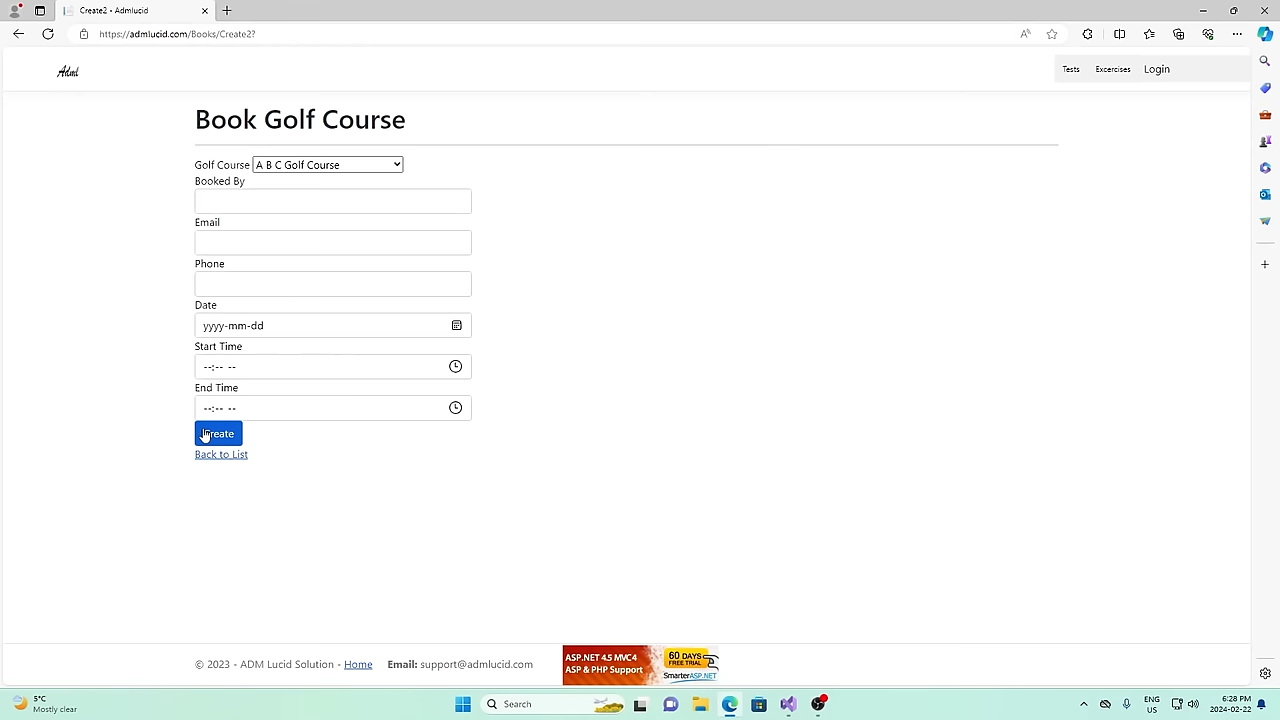 Create2 - Admlucid
https://admlucid.com/Books/Create2?
Adml
Tests Excercises Login
Book Golf Course
Golf Course A B C Golf Course
Booked By
Email
Phone
Date
yyyy-mm-dd
Start Time
--:-- --
End Time
--:-- --
Create
Back to List
© 2023 - ADM Lucid Solution - Home Email: support@admlucid.com
ASP.NET 4.5 MVC4
ASP & PHP Support
60 DAYS
FREE TRIAL
SmarterASP.NET
5°C
Mostly clear
Search
ENG
US
6:28 PM
2024-02-22